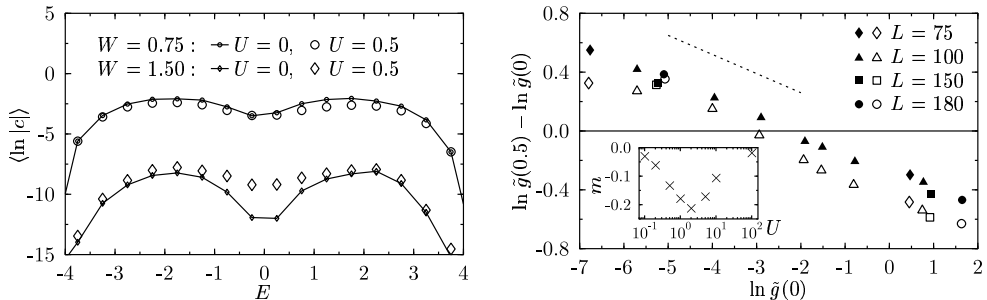 W = 0.75 : U = 0, U = 0.5
W = 1.50 : U = 0, U = 0.5
⟨ln |c|⟩
0
−5
−10
−15
−4 −3 −2 −1 0 1 2 3 4
E
ln g̃(0.5) − ln g̃(0)
0.8
0.4
0.0
−0.4
−0.8
L = 75
L = 100
L = 150
L = 180
m
0.0
−0.1
−0.2
10⁻¹ 10⁰ 10¹ 10² U
−7 −6 −5 −4 −3 −2 −1 0 1 2
ln g̃(0)